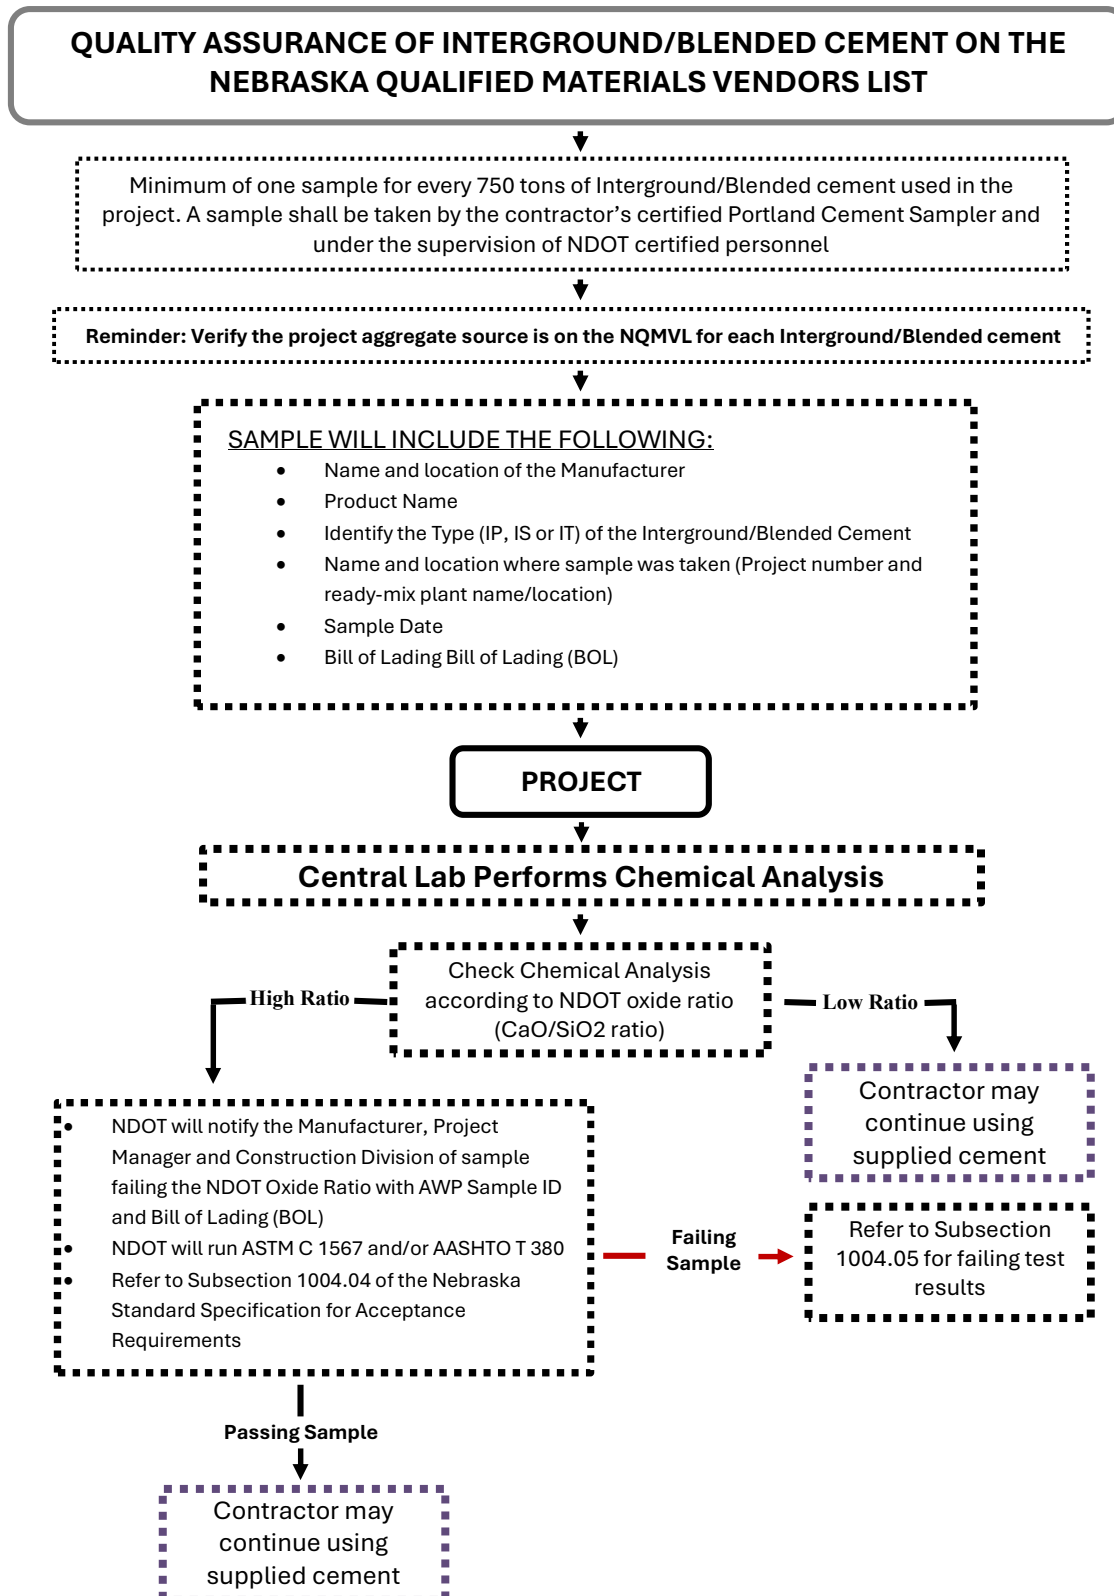 QUALITY ASSURANCE OF INTERGROUND/BLENDED CEMENT ON THE
NEBRASKA QUALIFIED MATERIALS VENDORS LIST
Minimum of one sample for every 750 tons of Interground/Blended cement used in the
project. A sample shall be taken by the contractor’s certified Portland Cement Sampler and
under the supervision of NDOT certified personnel
Reminder: Verify the project aggregate source is on the NQMVL for each Interground/Blended cement
SAMPLE WILL INCLUDE THE FOLLOWING:
• Name and location of the Manufacturer
• Product Name
• Identify the Type (IP, IS or IT) of the Interground/Blended Cement
• Name and location where sample was taken (Project number and
ready-mix plant name/location)
• Sample Date
• Bill of Lading Bill of Lading (BOL)
PROJECT
Central Lab Performs Chemical Analysis
Check Chemical Analysis
according to NDOT oxide ratio
(CaO/SiO2 ratio)
High Ratio
Low Ratio
Contractor may
continue using
supplied cement
• NDOT will notify the Manufacturer, Project
Manager and Construction Division of sample
failing the NDOT Oxide Ratio with AWP Sample ID
and Bill of Lading (BOL)
• NDOT will run ASTM C 1567 and/or AASHTO T 380
• Refer to Subsection 1004.04 of the Nebraska
Standard Specification for Acceptance
Requirements
Failing
Sample
Refer to Subsection
1004.05 for failing test
results
Passing Sample
Contractor may
continue using
supplied cement